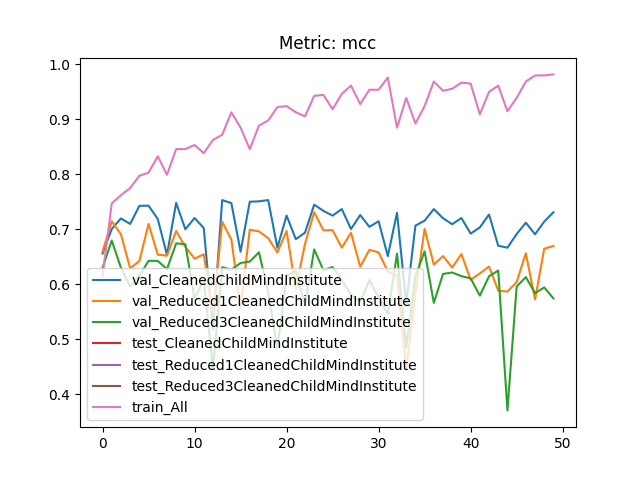 Metric: mcc
1.0
0.9
0.8
0.7
0.6
0.5
0.4
val_CleanedChildMindInstitute
val_Reduced1CleanedChildMindInstitute
val_Reduced3CleanedChildMindInstitute
test_CleanedChildMindInstitute
test_Reduced1CleanedChildMindInstitute
test_Reduced3CleanedChildMindInstitute
train_All
0 10 20 30 40 50